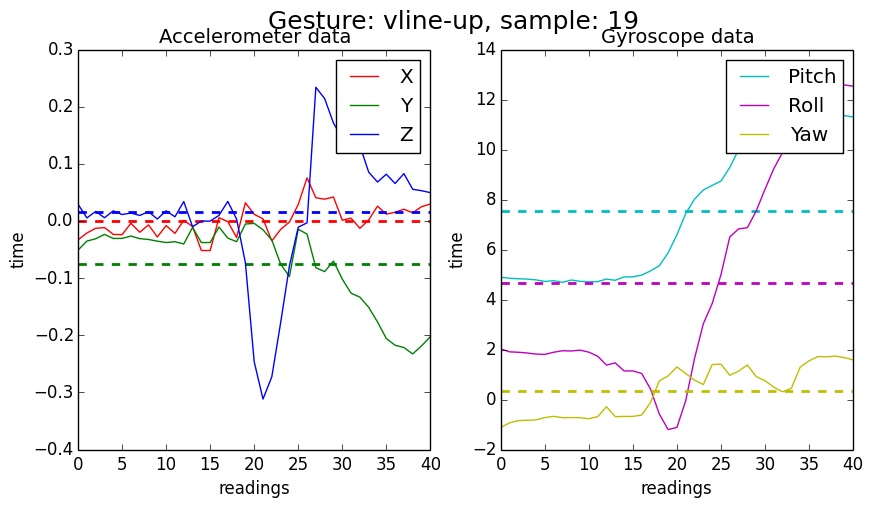 Gesture: vline-up, sample: 19
Accelerometer data
0.3
0.2
0.1
0.0
−0.1
−0.2
−0.3
−0.4
time
0 5 10 15 20 25 30 35 40
readings
X
Y
Z
Gyroscope data
14
12
10
8
6
4
2
0
−2
time
0 5 10 15 20 25 30 35 40
readings
Pitch
Roll
Yaw